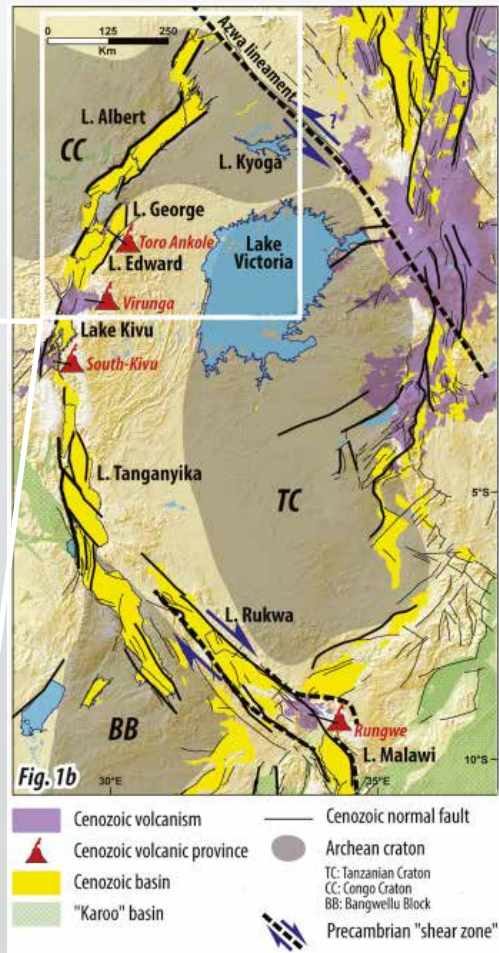 0 125 250
Km
Azwa lineament
L. Albert
CC
?
L. Kyoga
L. George
Toro Ankole
L. Edward
Lake
Victoria
Virunga
Lake Kivu
South-Kivu
L. Tanganyika
TC
5°S
L. Rukwa
BB
Rungwe
L. Malawi
Fig. 1b
30°E
35°E
10°S
Cenozoic volcanism
Cenozoic volcanic province
Cenozoic basin
"Karoo" basin
Cenozoic normal fault
Archean craton
TC: Tanzanian Craton
CC: Congo Craton
BB: Bangwellu Block
Precambrian "shear zone"